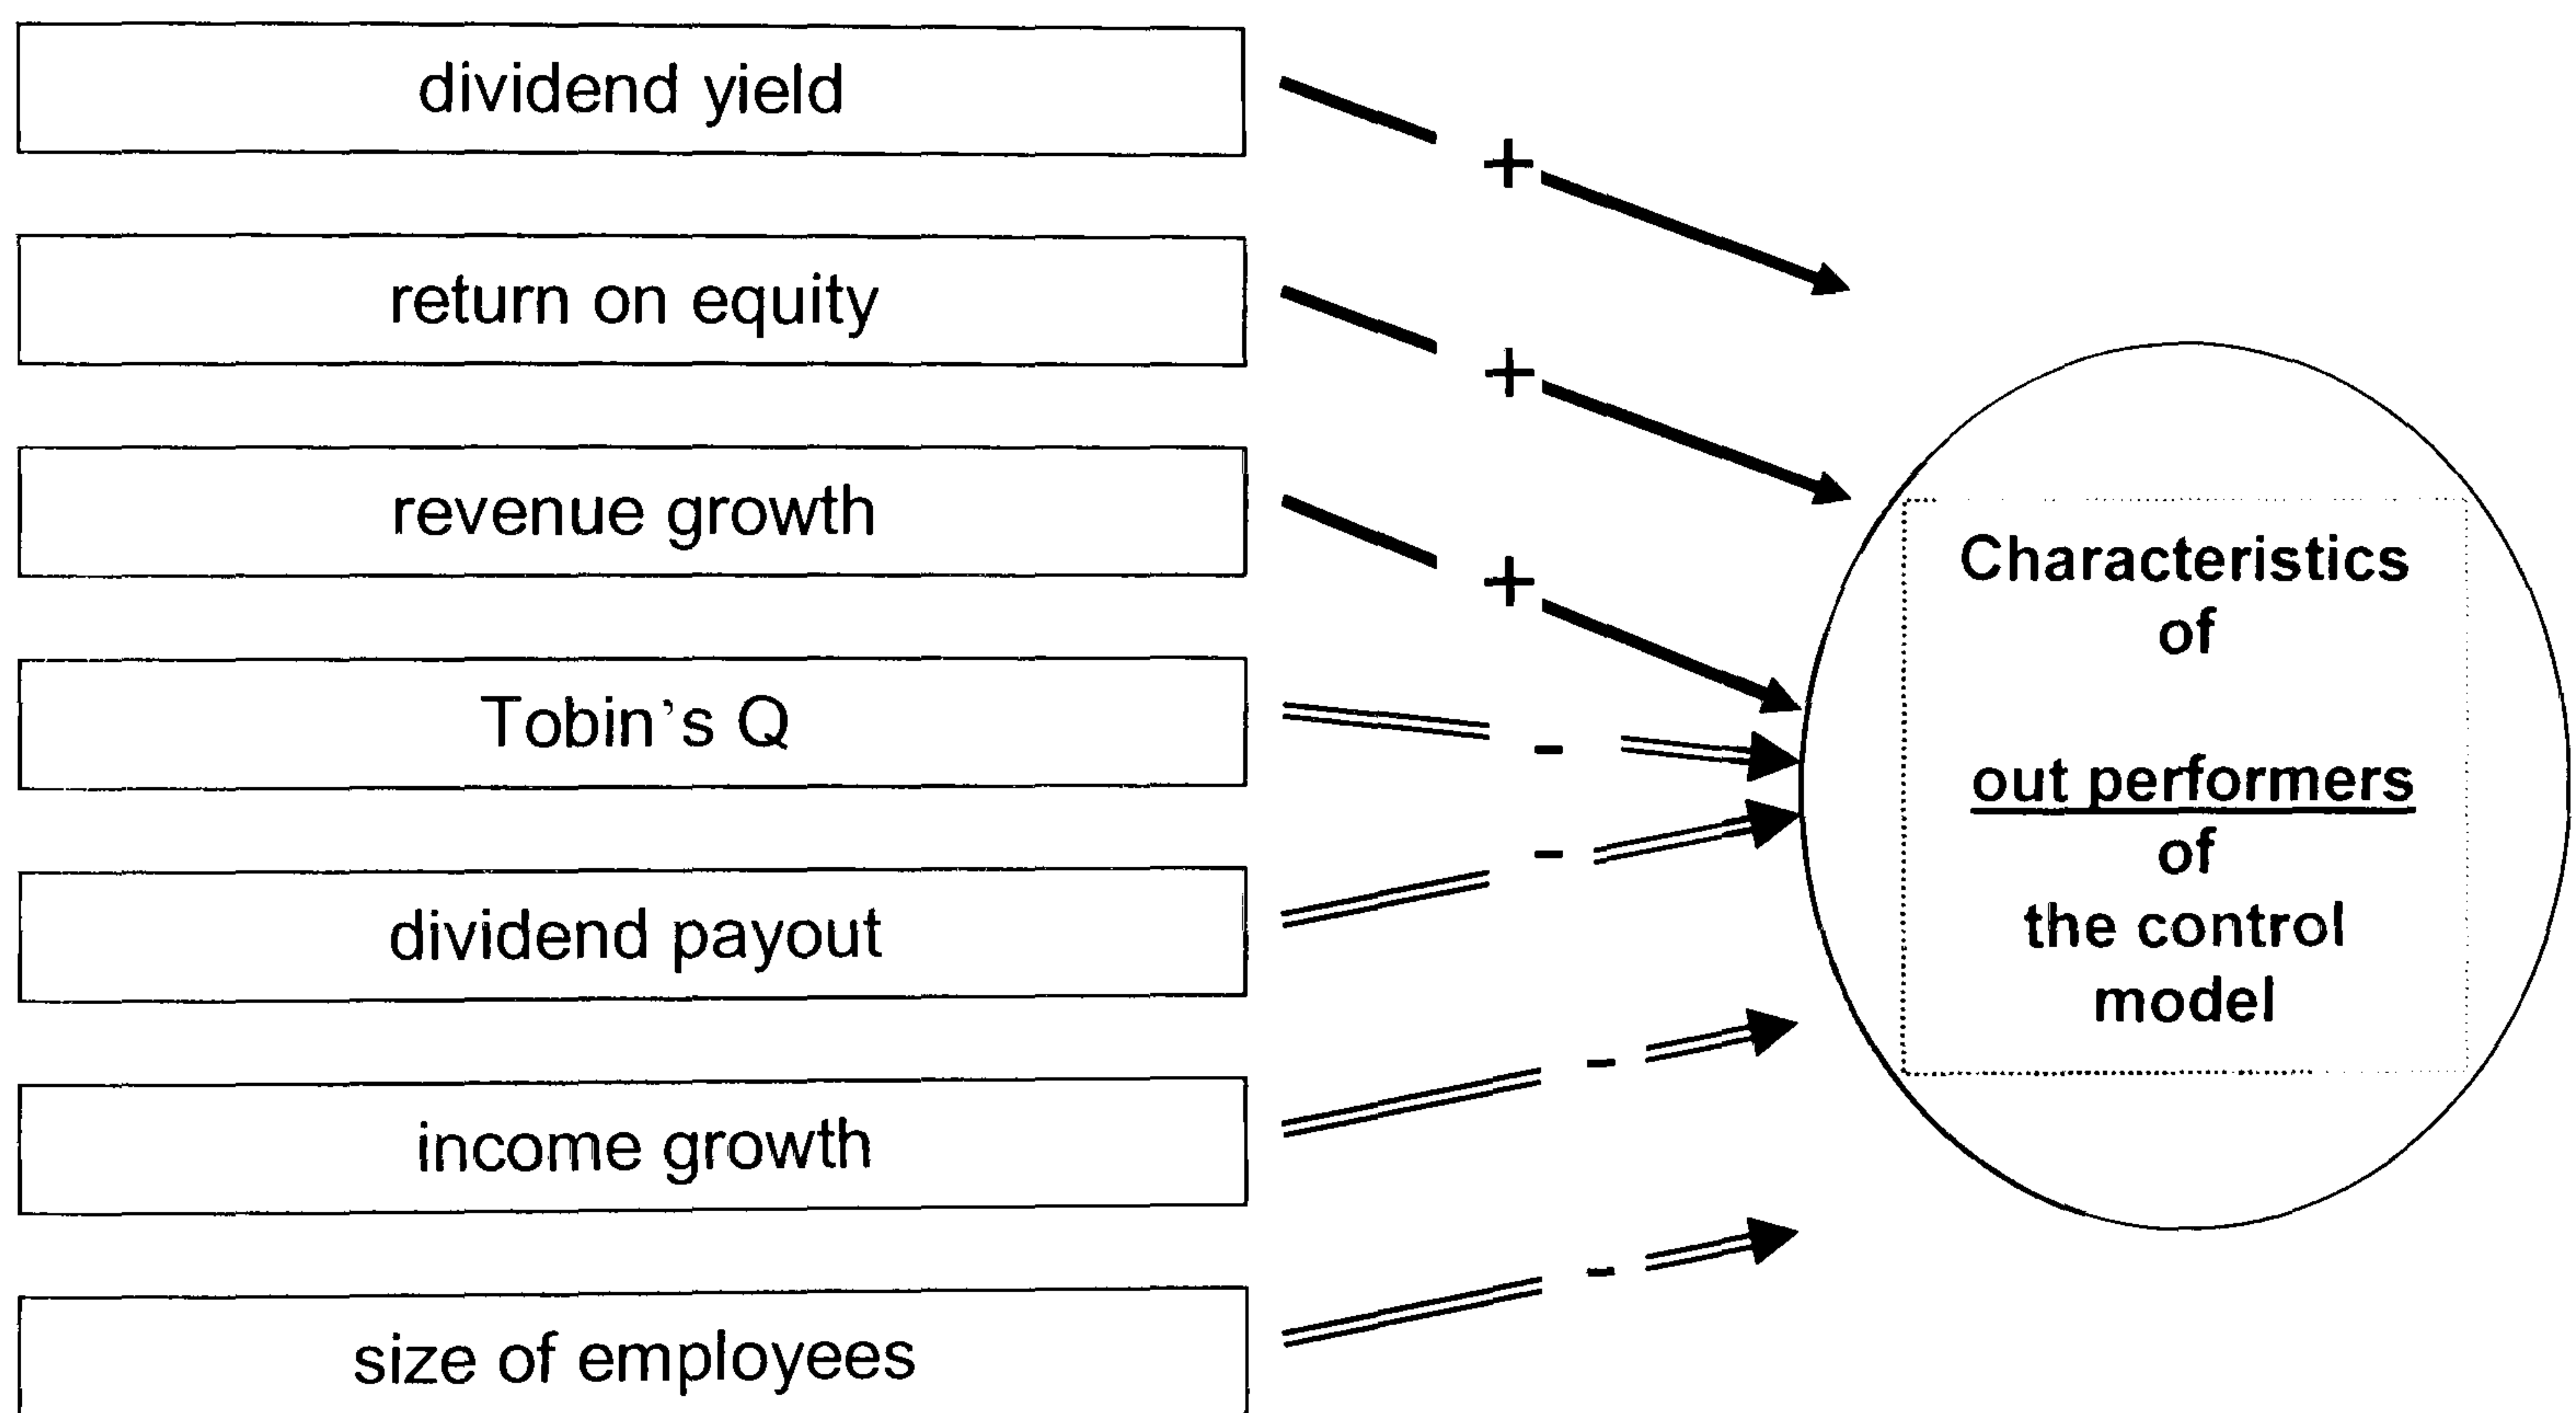 dividend yield
+
return on equity
+
revenue growth
+
Tobin's Q
-
dividend payout
-
income growth
-
size of employees
-
Characteristics
of
out performers
of
the control
model